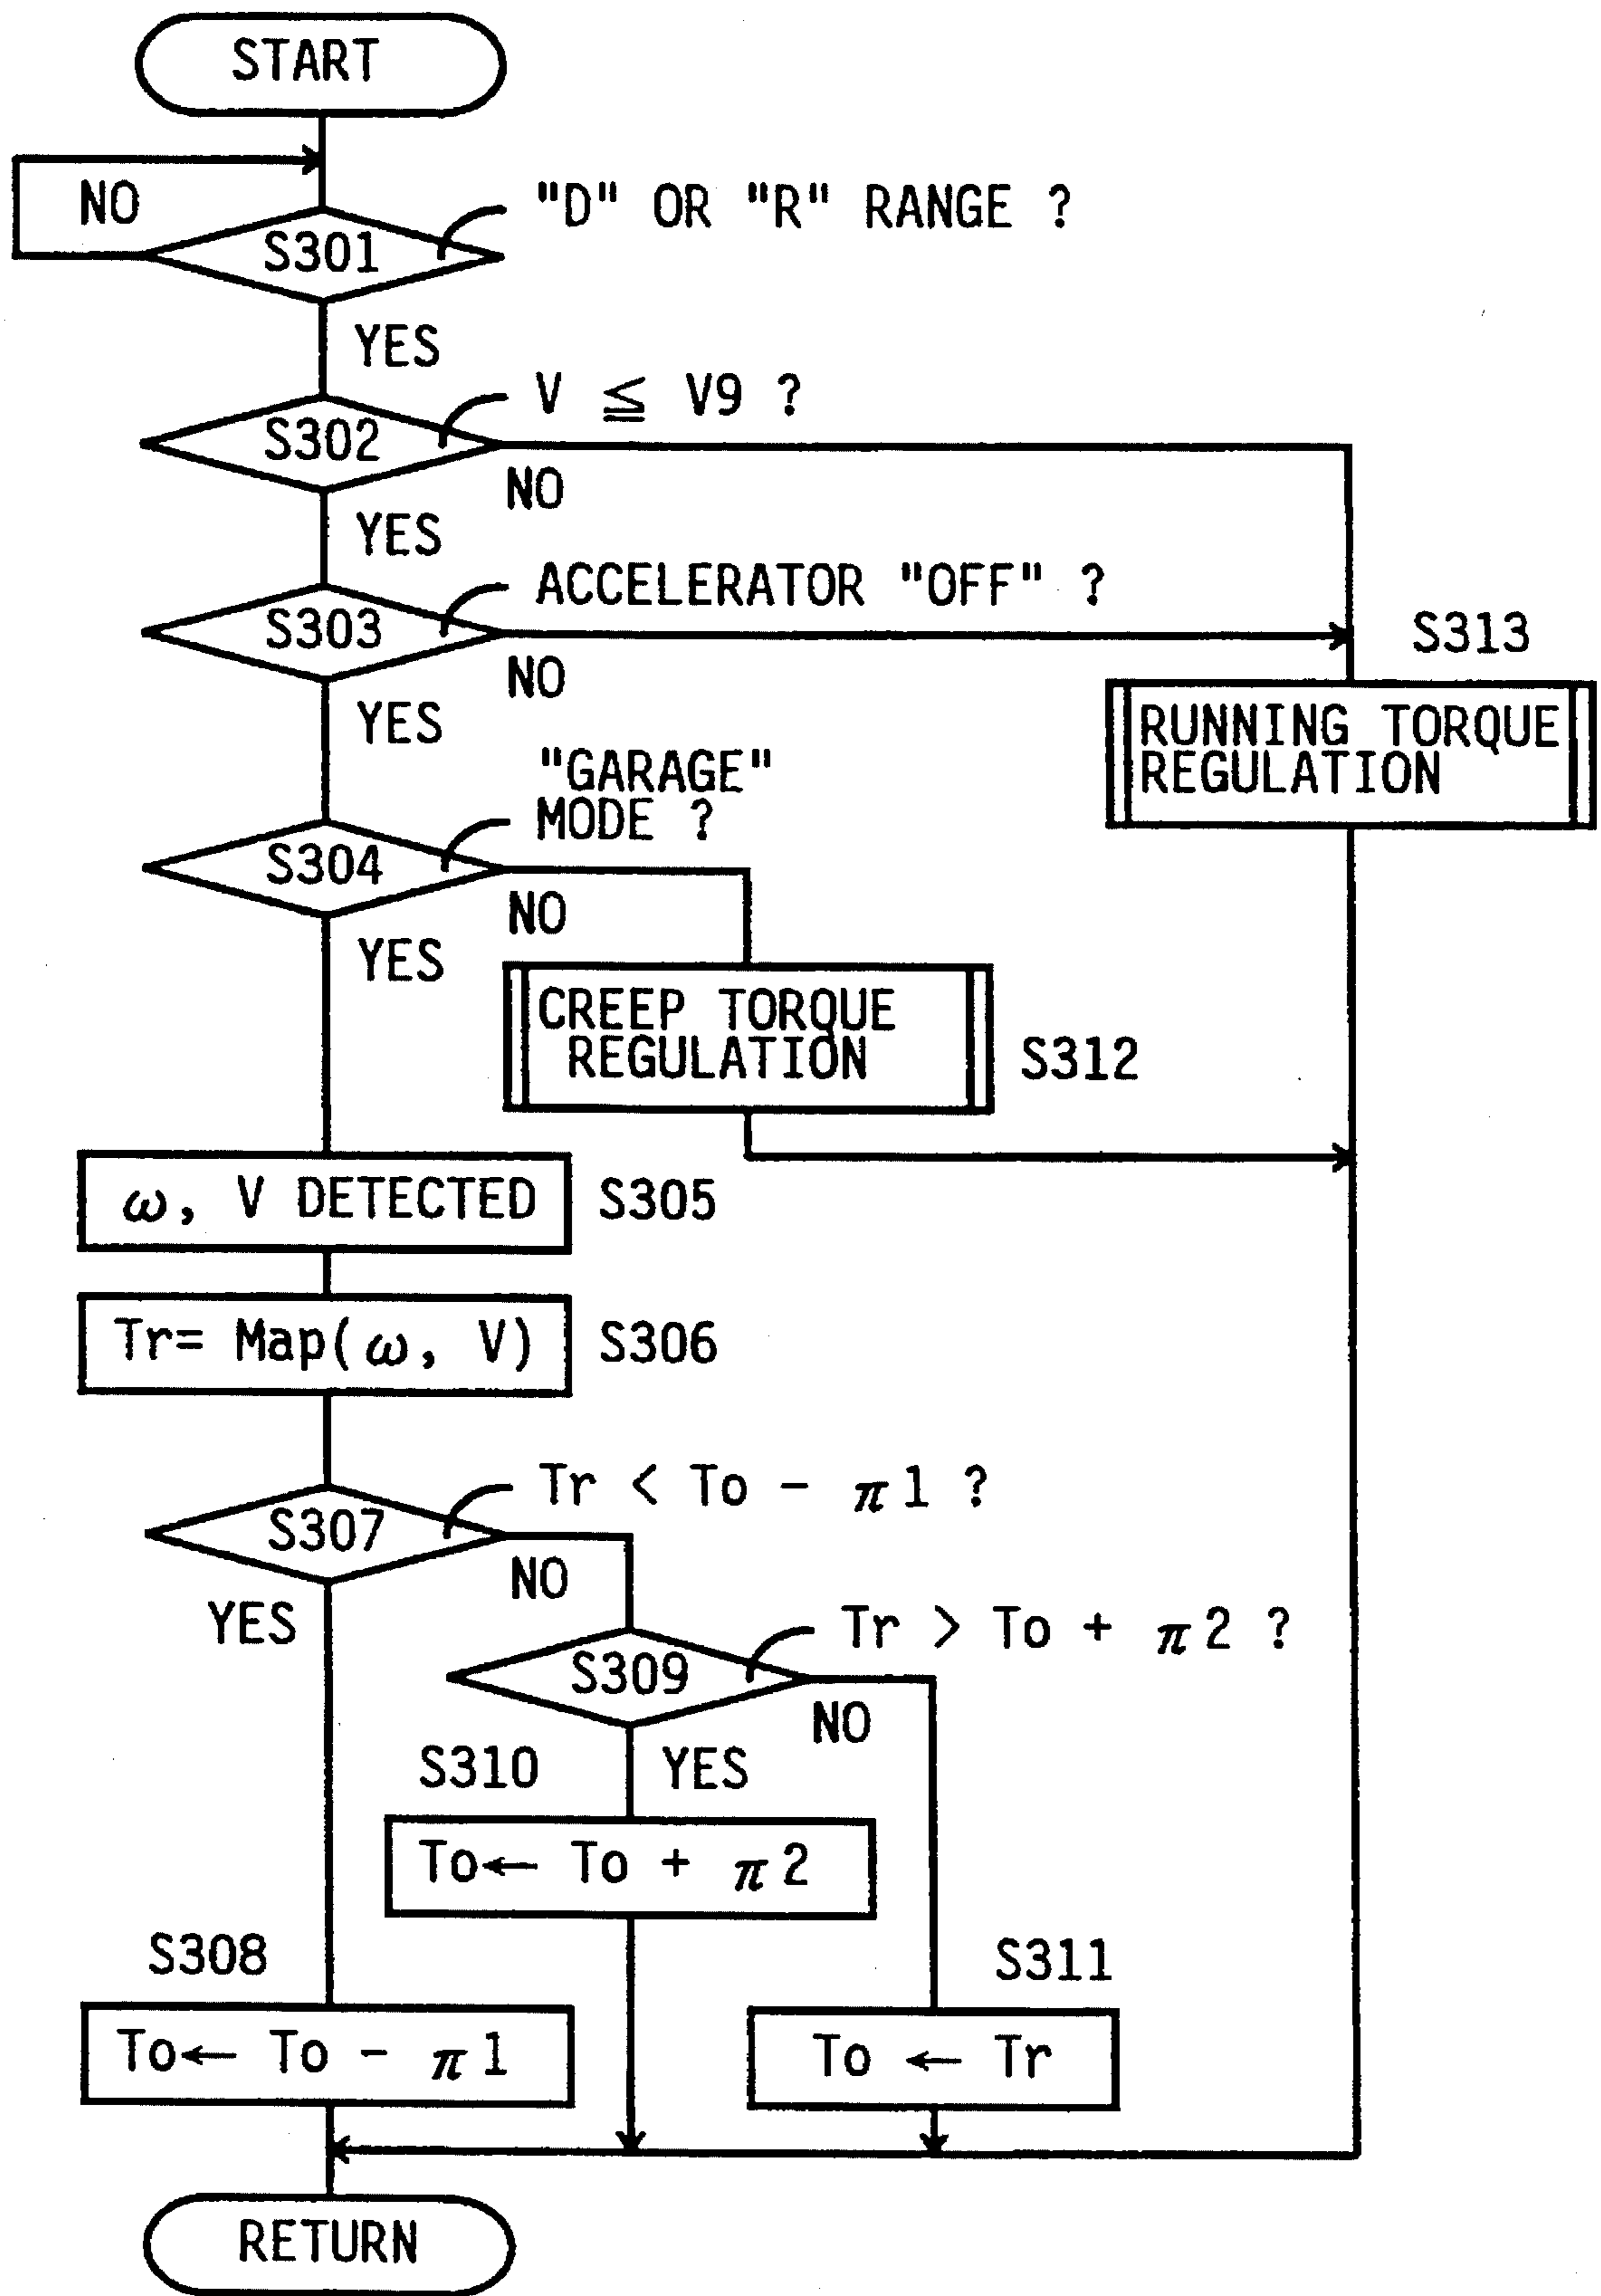 START
NO
"D" OR "R" RANGE ?
S301
YES
V ≦ V9 ?
S302
NO
YES
ACCELERATOR "OFF" ?
S303
NO
S313
YES
RUNNING TORQUE
REGULATION
"GARAGE"
MODE ?
S304
NO
YES
CREEP TORQUE
REGULATION
S312
ω, V DETECTED
S305
Tr= Map(ω, V)
S306
Tr < To - π1 ?
S307
NO
YES
Tr > To + π2 ?
S309
NO
S310
YES
To← To + π2
S308
S311
To← To - π1
To ← Tr
RETURN